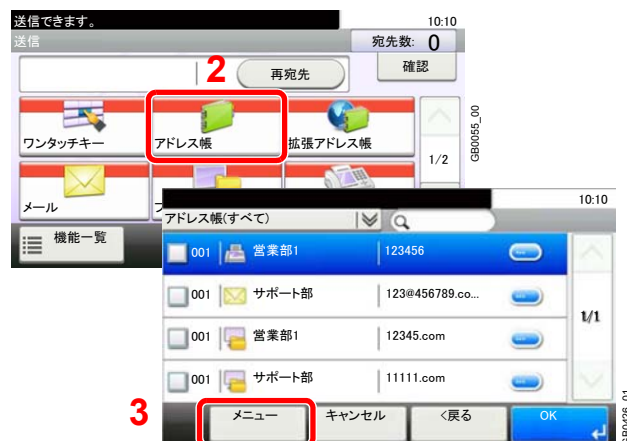 送信できます。 10:10
送信 宛先数: 0
2 再宛先 確認
ワンタッチキー アドレス帳 拡張アドレス帳
1/2
GB0055_00
メール
機能一覧
10:10
アドレス帳(すべて)
001 営業部1 123456
001 サポート部 123@456789.co...
1/1
001 営業部1 12345.com
001 サポート部 11111.com
3 メニュー キャンセル <戻る OK